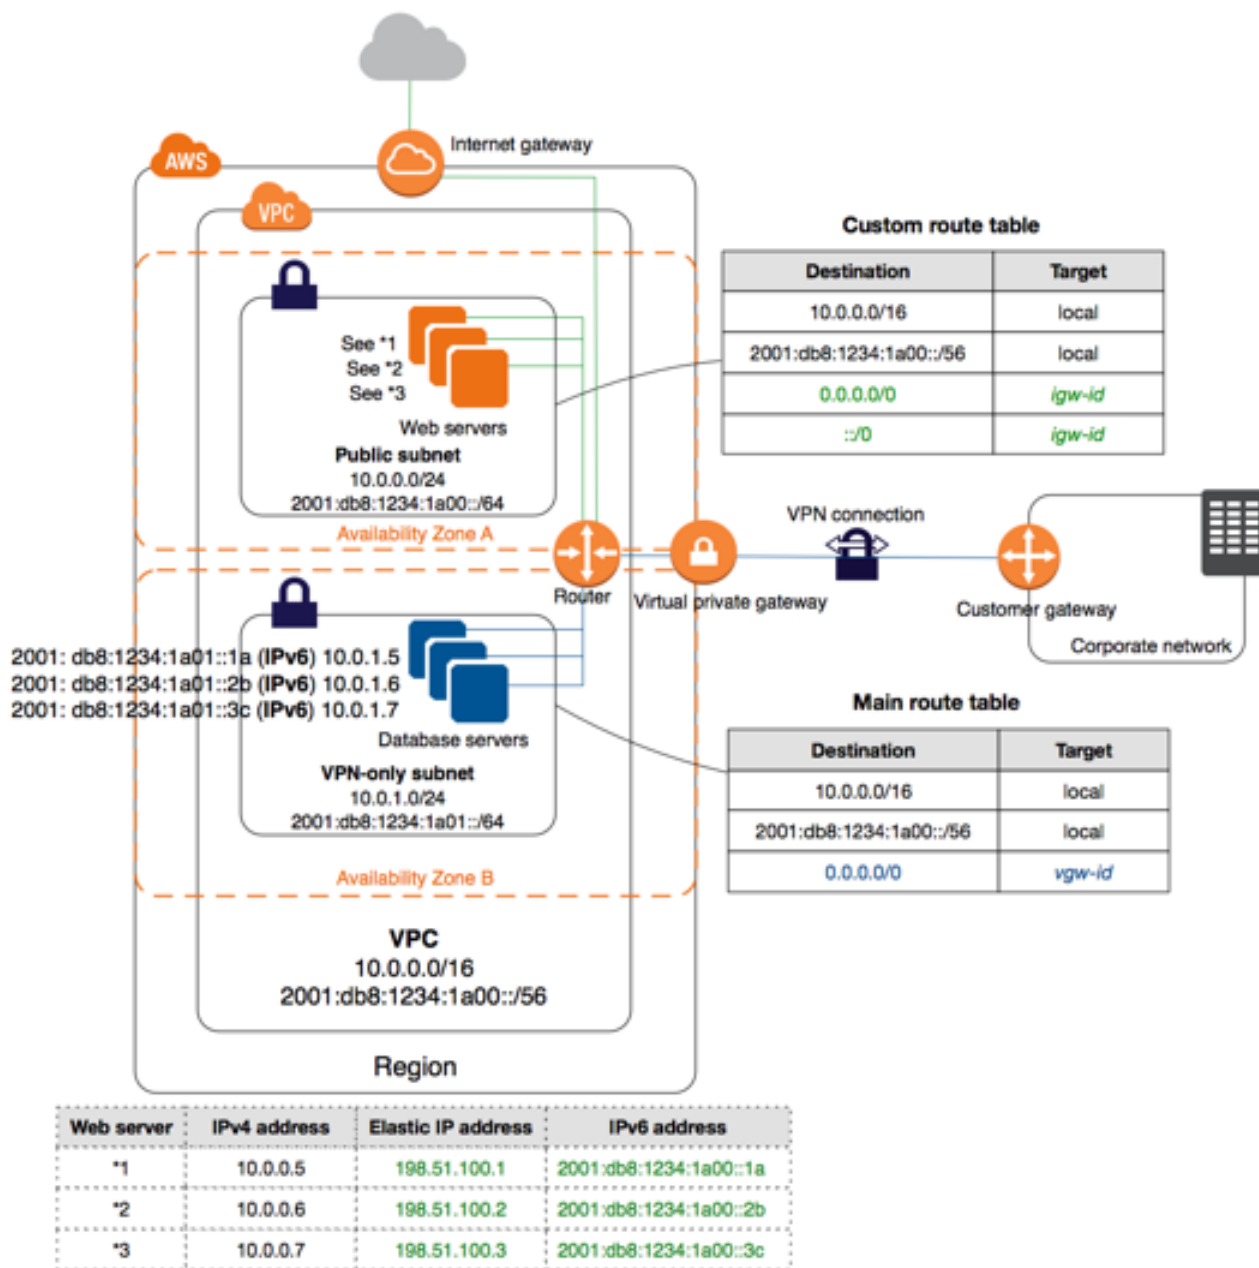 Internet gateway
AWS
VPC
Custom route table
Destination Target
10.0.0.0/16 local
2001:db8:1234:1a00::/56 local
0.0.0.0/0 igw-id
::/0 igw-id
See *1
See *2
See *3
Web servers
Public subnet
10.0.0.0/24
2001:db8:1234:1a00::/64
Availability Zone A
VPN connection
Router
Virtual private gateway
Customer gateway
Corporate network
2001: db8:1234:1a01::1a (IPv6) 10.0.1.5
2001: db8:1234:1a01::2b (IPv6) 10.0.1.6
2001: db8:1234:1a01::3c (IPv6) 10.0.1.7
Database servers
VPN-only subnet
10.0.1.0/24
2001:db8:1234:1a01::/64
Availability Zone B
Main route table
Destination Target
10.0.0.0/16 local
2001:db8:1234:1a00::/56 local
0.0.0.0/0 vgw-id
VPC
10.0.0.0/16
2001:db8:1234:1a00::/56
Region
Web server IPv4 address Elastic IP address IPv6 address
*1 10.0.0.5 198.51.100.1 2001:db8:1234:1a00::1a
*2 10.0.0.6 198.51.100.2 2001:db8:1234:1a00::2b
*3 10.0.0.7 198.51.100.3 2001:db8:1234:1a00::3c